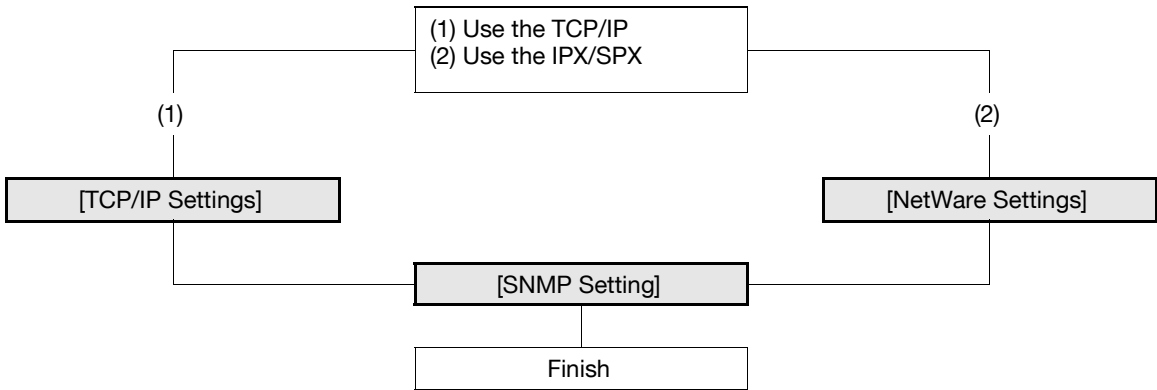 (1) Use the TCP/IP
(2) Use the IPX/SPX
(1)
(2)
[TCP/IP Settings]
[NetWare Settings]
[SNMP Setting]
Finish